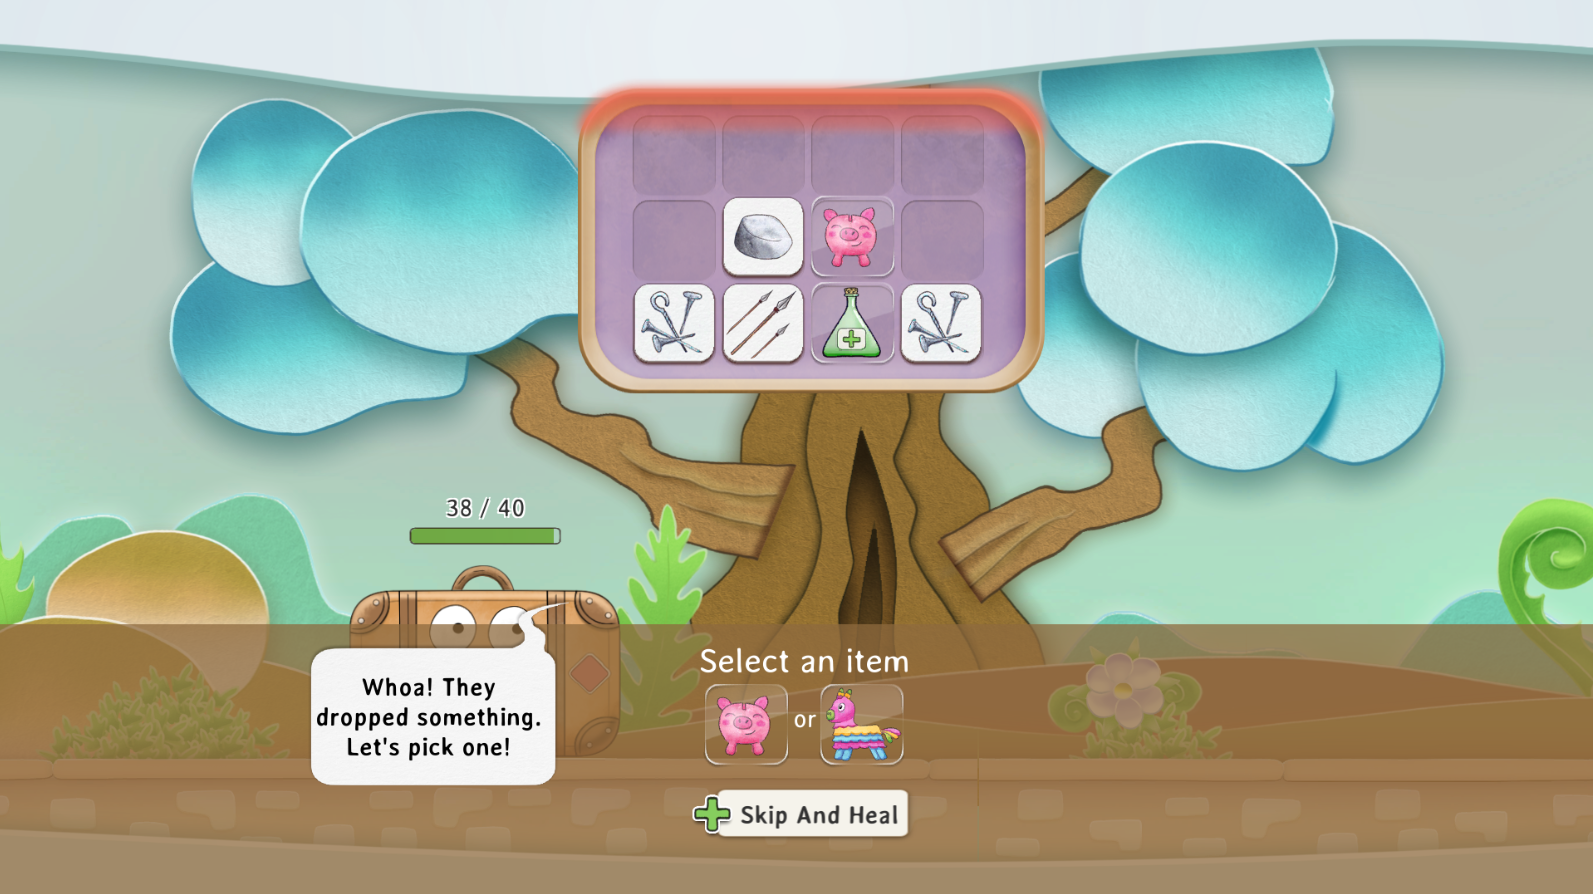 38 / 40
Whoa! They
dropped something.
Let's pick one!
Select an item
or
Skip And Heal